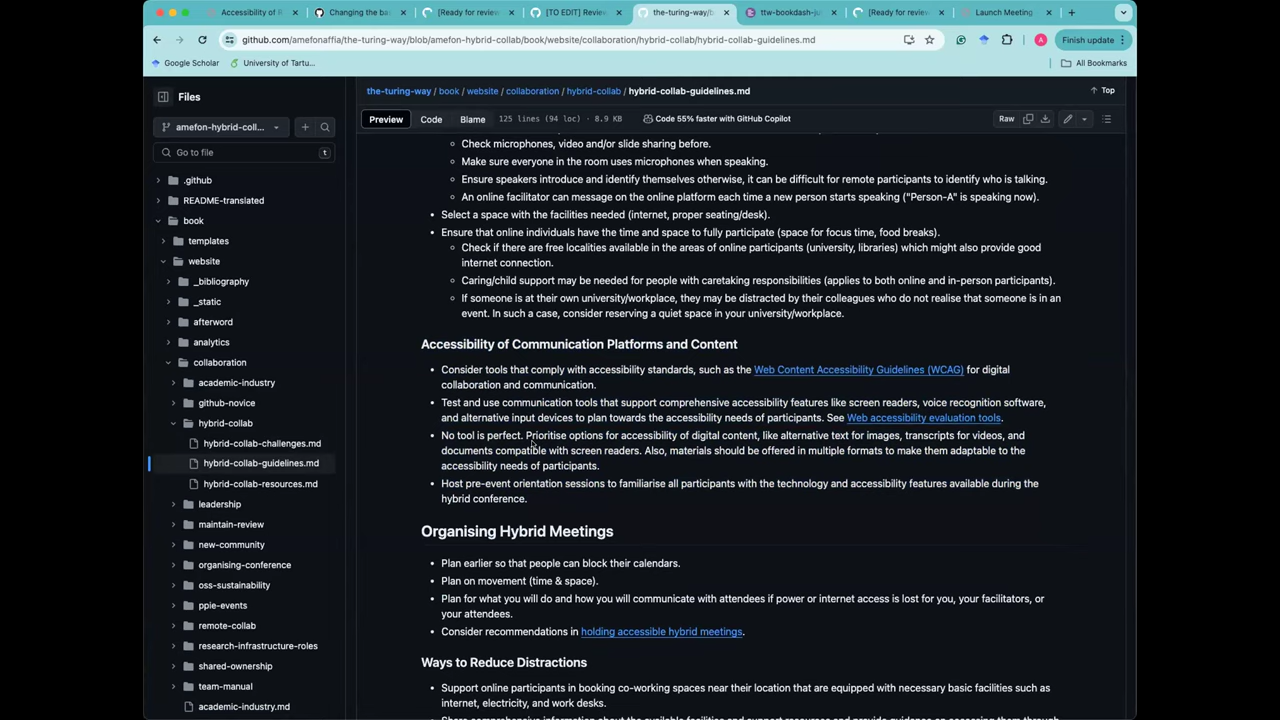 Accessibility of R
Changing the ba
[Ready for review
[TO EDIT] Review
the-turing-way/b
ttw-bookdash-ju
[Ready for review
Launch Meeting
github.com/amefonaffia/the-turing-way/blob/amefon-hybrid-collab/book/website/collaboration/hybrid-collab/hybrid-collab-guidelines.md
A
Finish update
Google Scholar
University of Tartu...
All Bookmarks
Files
the-turing-way / book / website / collaboration / hybrid-collab / hybrid-collab-guidelines.md
Top
amefon-hybrid-coll...
Preview
Code
Blame
125 lines (94 loc) · 8.9 KB
Code 55% faster with GitHub Copilot
Raw
Go to file
t
.github
README-translated
book
templates
website
_bibliography
_static
afterword
analytics
collaboration
academic-industry
github-novice
hybrid-collab
hybrid-collab-challenges.md
hybrid-collab-guidelines.md
hybrid-collab-resources.md
leadership
maintain-review
new-community
organising-conference
oss-sustainability
ppie-events
remote-collab
research-infrastructure-roles
shared-ownership
team-manual
academic-industry.md
Check microphones, video and/or slide sharing before.
Make sure everyone in the room uses microphones when speaking.
Ensure speakers introduce and identify themselves otherwise, it can be difficult for remote participants to identify who is talking.
An online facilitator can message on the online platform each time a new person starts speaking ("Person-A" is speaking now).
Select a space with the facilities needed (internet, proper seating/desk).
Ensure that online individuals have the time and space to fully participate (space for focus time, food breaks).
Check if there are free localities available in the areas of online participants (university, libraries) which might also provide good
internet connection.
Caring/child support may be needed for people with caretaking responsibilities (applies to both online and in-person participants).
If someone is at their own university/workplace, they may be distracted by their colleagues who do not realise that someone is in an
event. In such a case, consider reserving a quiet space in your university/workplace.
Accessibility of Communication Platforms and Content
Consider tools that comply with accessibility standards, such as the Web Content Accessibility Guidelines (WCAG) for digital
collaboration and communication.
Test and use communication tools that support comprehensive accessibility features like screen readers, voice recognition software,
and alternative input devices to plan towards the accessibility needs of participants. See Web accessibility evaluation tools.
No tool is perfect. Prioritise options for accessibility of digital content, like alternative text for images, transcripts for videos, and
documents compatible with screen readers. Also, materials should be offered in multiple formats to make them adaptable to the
accessibility needs of participants.
Host pre-event orientation sessions to familiarise all participants with the technology and accessibility features available during the
hybrid conference.
Organising Hybrid Meetings
Plan earlier so that people can block their calendars.
Plan on movement (time & space).
Plan for what you will do and how you will communicate with attendees if power or internet access is lost for you, your facilitators, or
your attendees.
Consider recommendations in holding accessible hybrid meetings.
Ways to Reduce Distractions
Support online participants in booking co-working spaces near their location that are equipped with necessary basic facilities such as
internet, electricity, and work desks.